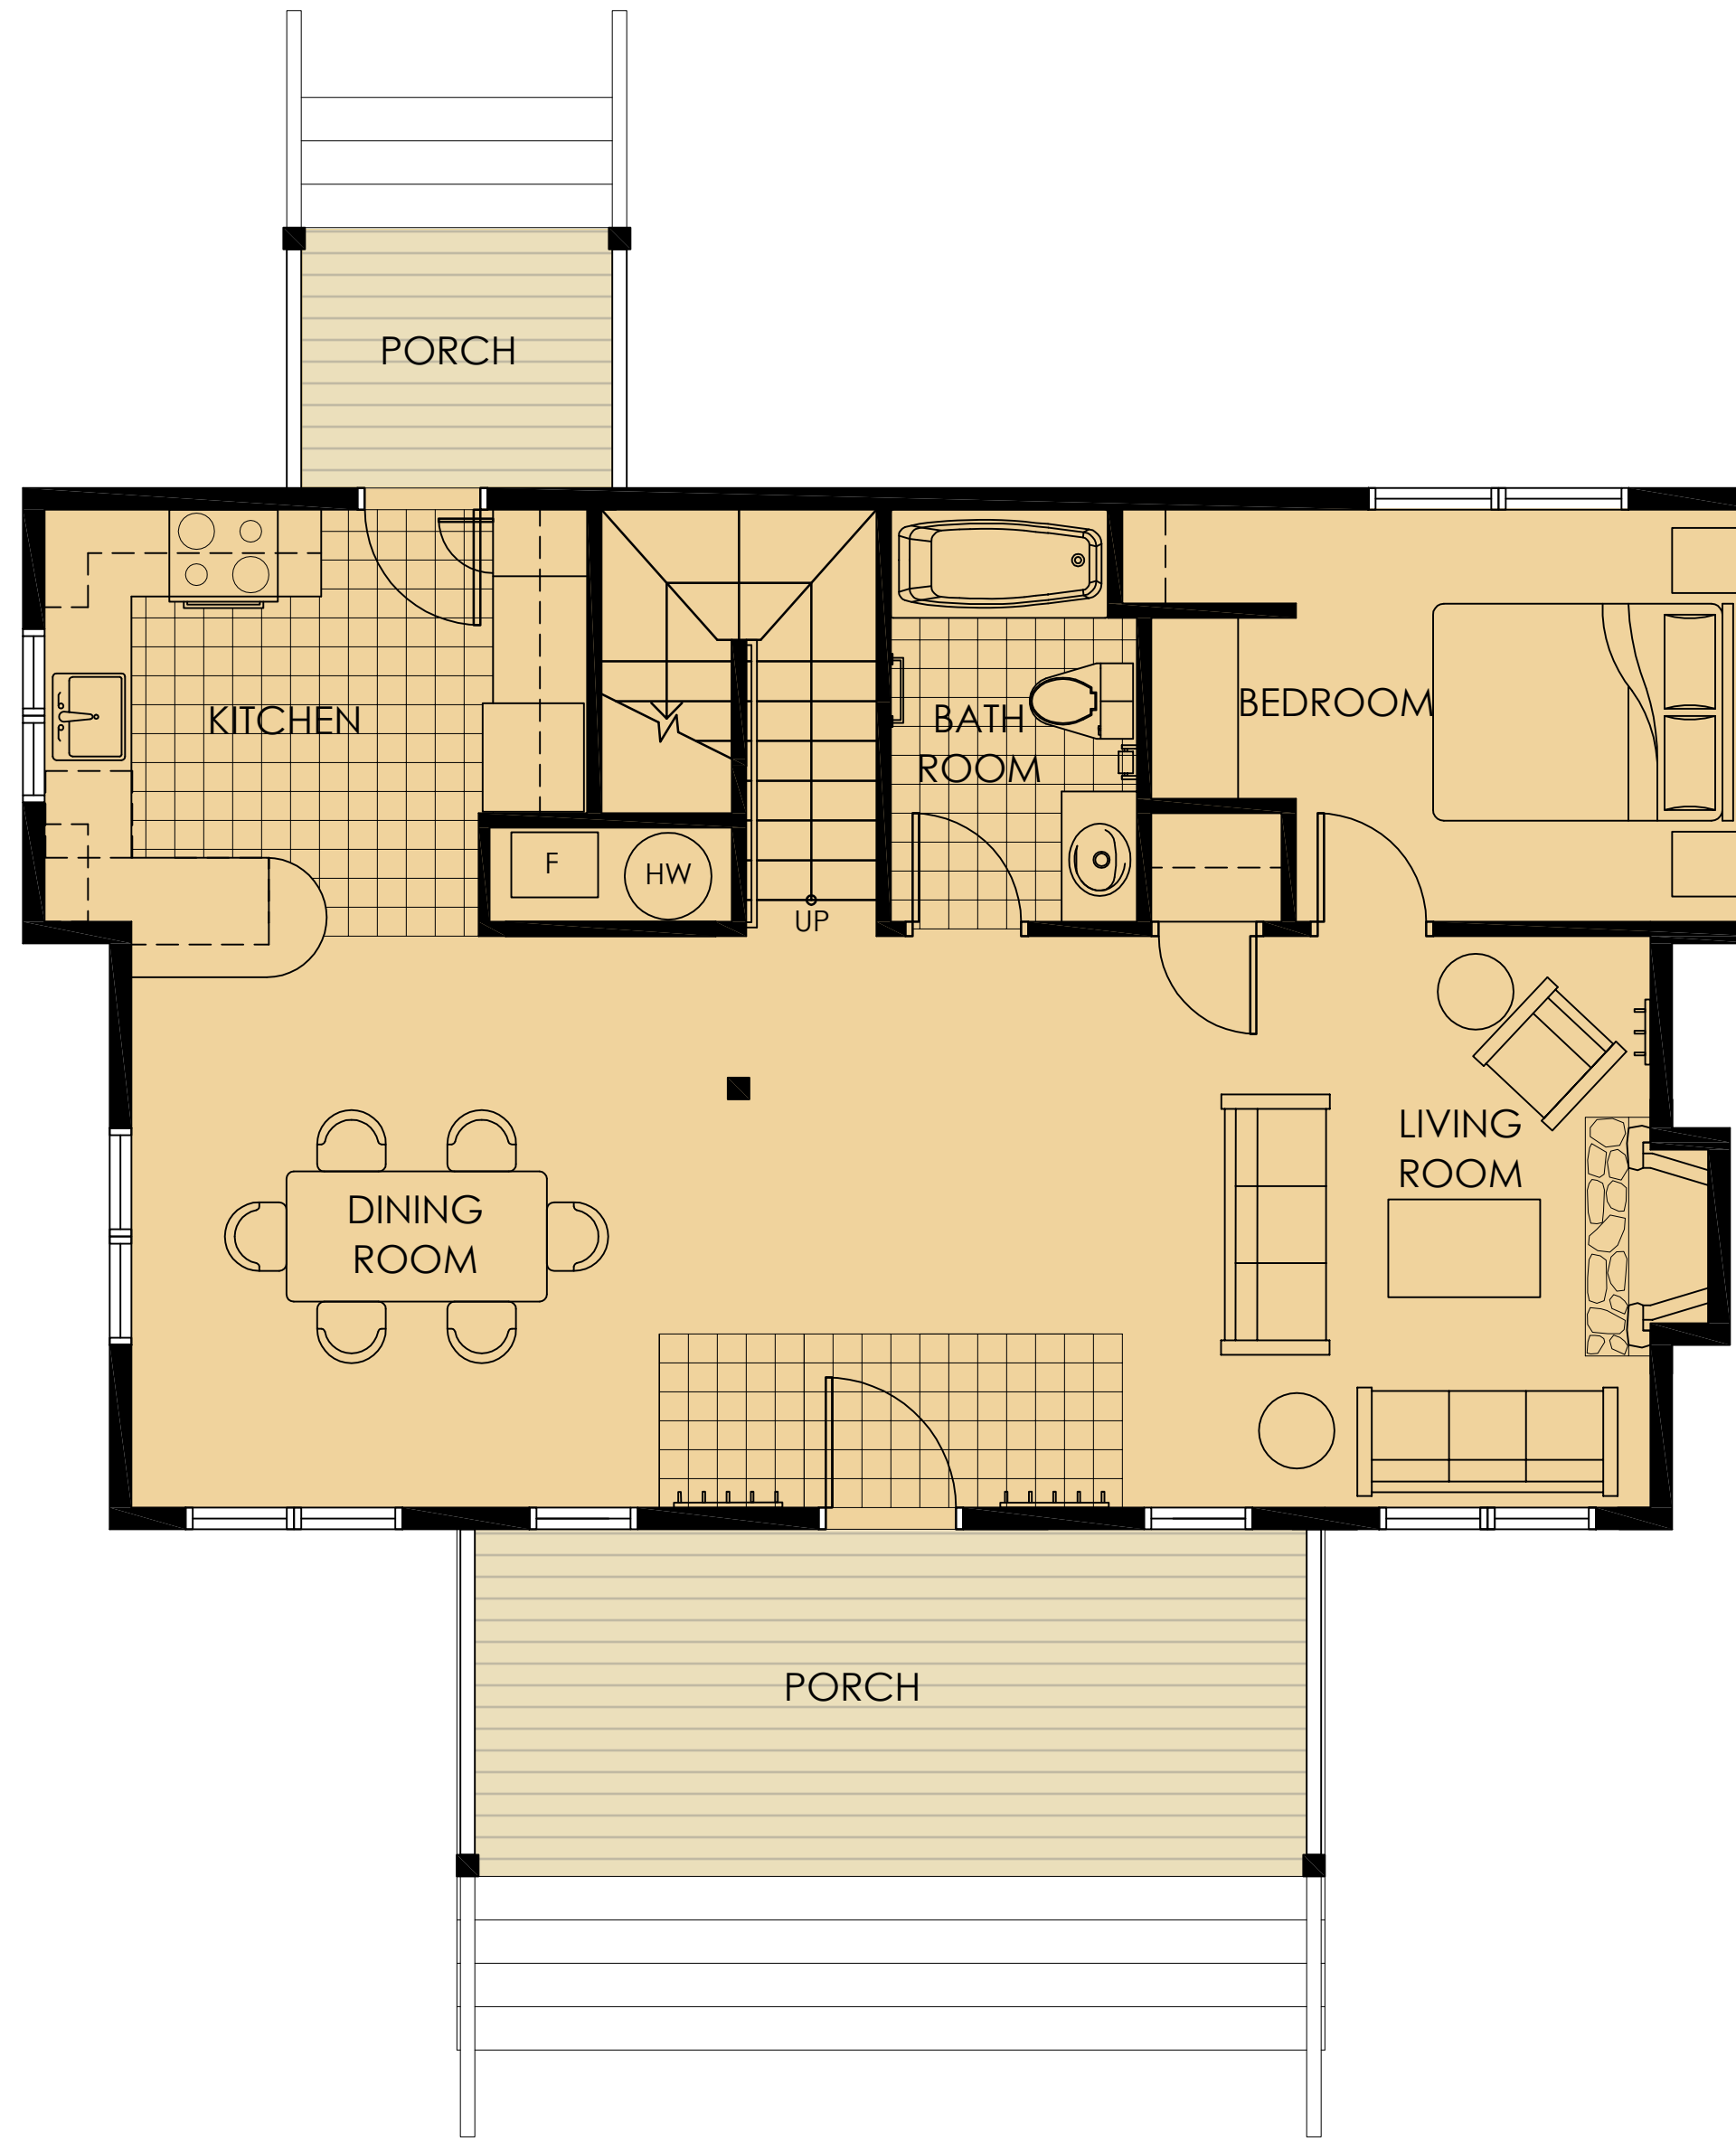 PORCH
KITCHEN
BATH
ROOM
BEDROOM
F
HW
UP
LIVING
ROOM
DINING
ROOM
PORCH